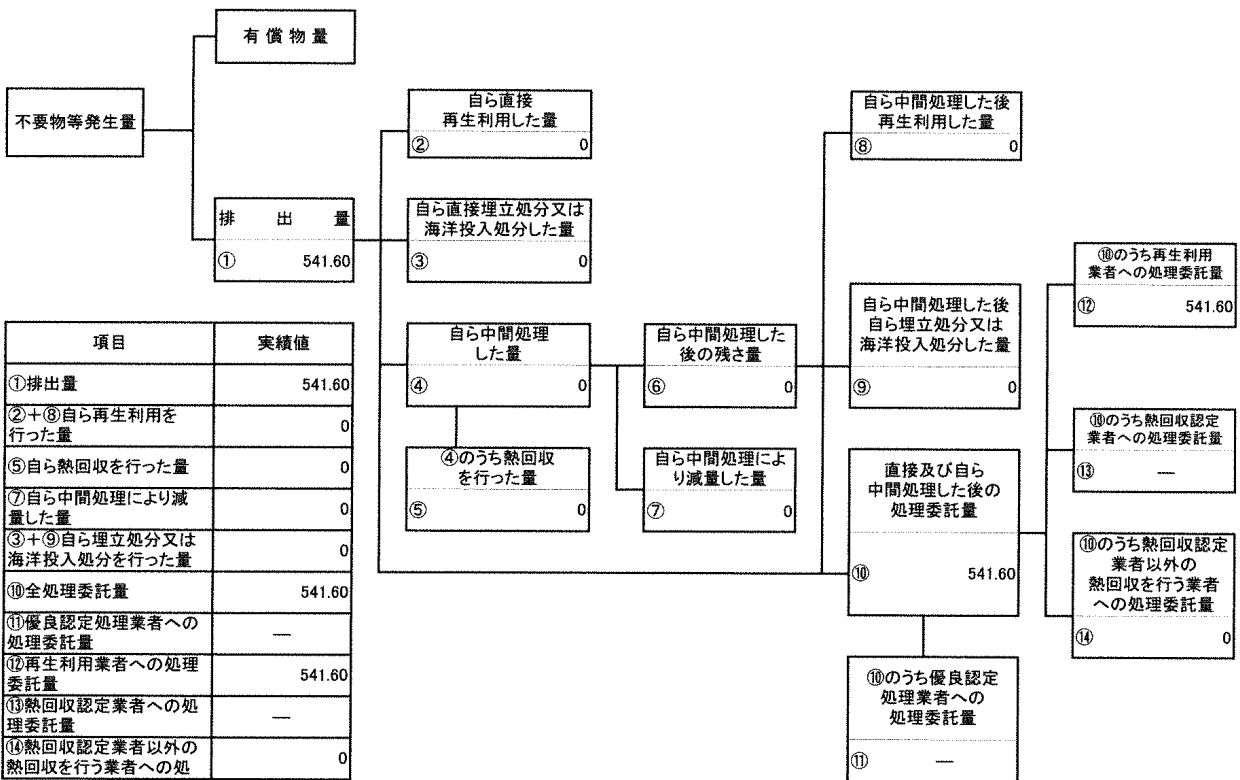 有償物量
不要物等発生量
排出量
① 541.60
自ら直接
再生利用した量
② 0
自ら直接埋立処分又は
海洋投入処分した量
③ 0
自ら中間処理
した量
④ 0
④のうち熱回収
を行った量
⑤ 0
自ら中間処理した
後の残さ量
⑥ 0
自ら中間処理によ
り減量した量
⑦ 0
自ら中間処理した後
再生利用した量
⑧ 0
自ら中間処理した後
自ら埋立処分又は
海洋投入処分した量
⑨ 0
直接及び自ら
中間処理した後の
処理委託量
⑩ 541.60
⑩のうち優良認定
処理業者への
処理委託量
⑪ ―
⑩のうち再生利用
業者への処理委託量
⑫ 541.60
⑩のうち熱回収認定
業者への処理委託量
⑬ ―
⑩のうち熱回収認定
業者以外の
熱回収を行う業者
への処理委託量
⑭ 0
項目 実績値
①排出量 541.60
②+⑧自ら再生利用を
行った量 0
⑤自ら熱回収を行った量 0
⑦自ら中間処理により減
量した量 0
③+⑨自ら埋立処分又は
海洋投入処分を行った量 0
⑩全処理委託量 541.60
⑪優良認定処理業者への
処理委託量 ―
⑫再生利用業者への処理
委託量 541.60
⑬熱回収認定業者への処
理委託量 ―
⑭熱回収認定業者以外の
熱回収を行う業者への処 0